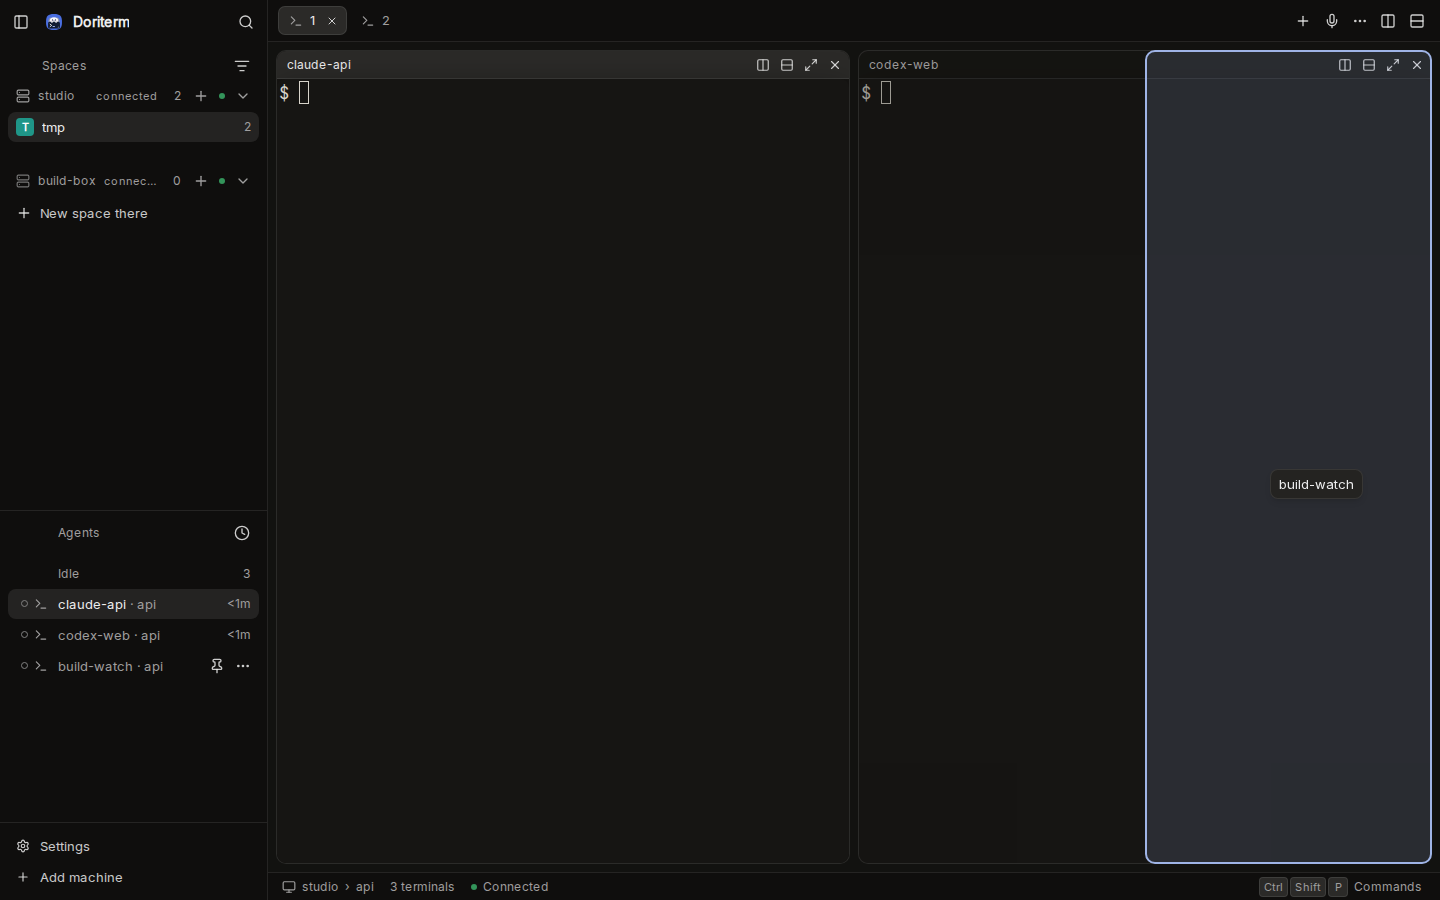 Doriterm
Spaces
studio connected 2
T tmp 2
build-box connec... 0
New space there
Agents
Idle 3
claude-api · api <1m
codex-web · api <1m
build-watch · api
Settings
Add machine
1
2
claude-api
$
codex-web
$
build-watch
studio › api 3 terminals Connected
Ctrl Shift P Commands